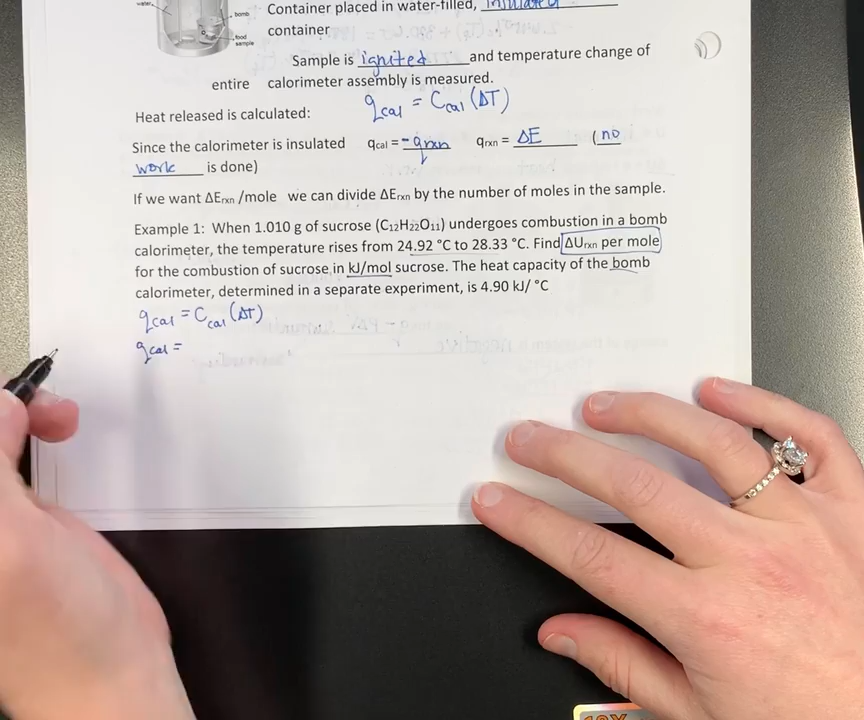 water
bomb
food
sample
Container placed in water-filled, insulated
container
Sample is ignited and temperature change of
entire calorimeter assembly is measured.
Heat released is calculated: qcal = Ccal (ΔT)
Since the calorimeter is insulated qcal = -qrxn qrxn = ΔE (no
work is done)
If we want ΔErxn /mole we can divide ΔErxn by the number of moles in the sample.
Example 1: When 1.010 g of sucrose (C12H22O11) undergoes combustion in a bomb
calorimeter, the temperature rises from 24.92 °C to 28.33 °C. Find ΔUrxn per mole
for the combustion of sucrose in kJ/mol sucrose. The heat capacity of the bomb
calorimeter, determined in a separate experiment, is 4.90 kJ/ °C
qcal = Ccal (ΔT)
qcal =